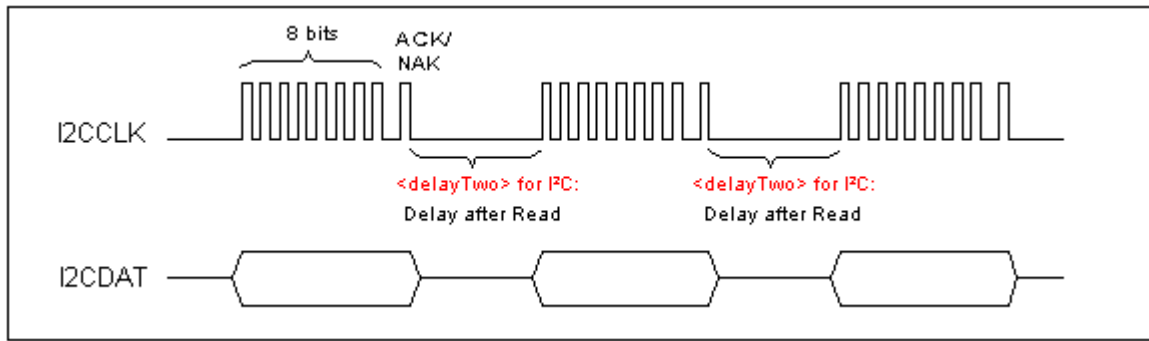 8 bits
ACK/
NAK
I2CCLK
<delayTwo> for I²C:
Delay after Read
<delayTwo> for I²C:
Delay after Read
I2CDAT